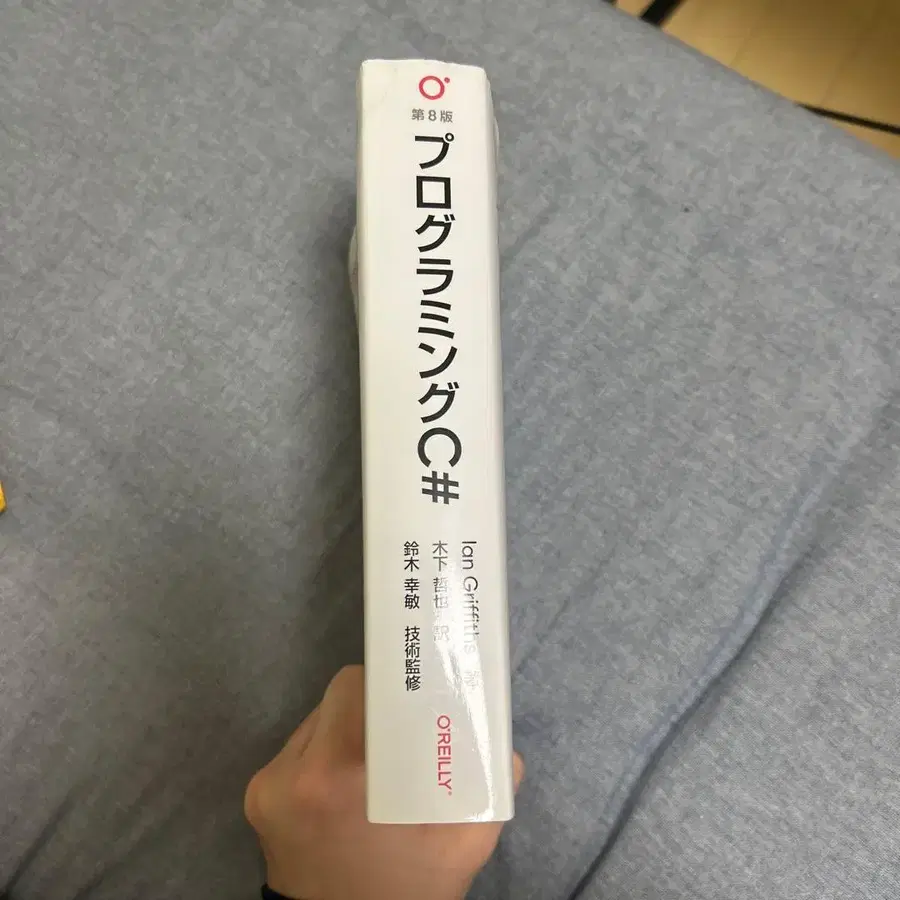 第8版
プログラミングC#
Ian Griffiths 著
木下 哲也 訳
鈴木 幸敏 技術監修
O'REILLY®